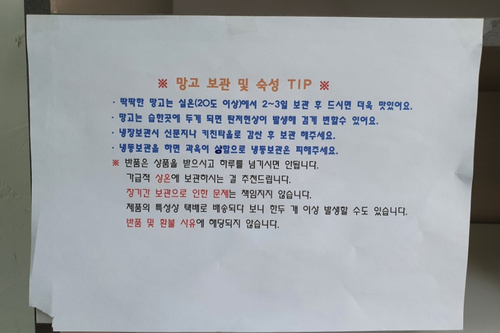 ※ 망고 보관 및 숙성 TIP ※
· 딱딱한 망고는 실온(20도 이상)에서 2~3일 보관 후 드시면 더욱 맛있어요.
· 망고는 습한곳에 두게 되면 탄저현상이 발생해 검게 변할수 있어요.
· 냉장보관시 신문지나 키친타올로 감싼 후 보관 해주세요.
· 냉동보관을 하면 과육이 상함으로 냉동보관은 피해주세요.
※ 반품은 상품을 받으시고 하루를 넘기시면 안됩니다.
가급적 상온에 보관하시는 걸 추천드립니다.
장기간 보관으로 인한 문제는 책임지지 않습니다.
제품의 특성상 택배로 배송되다 보니 한두 개 이상 발생할 수도 있습니다.
반품 및 환불 사유에 해당되지 않습니다.